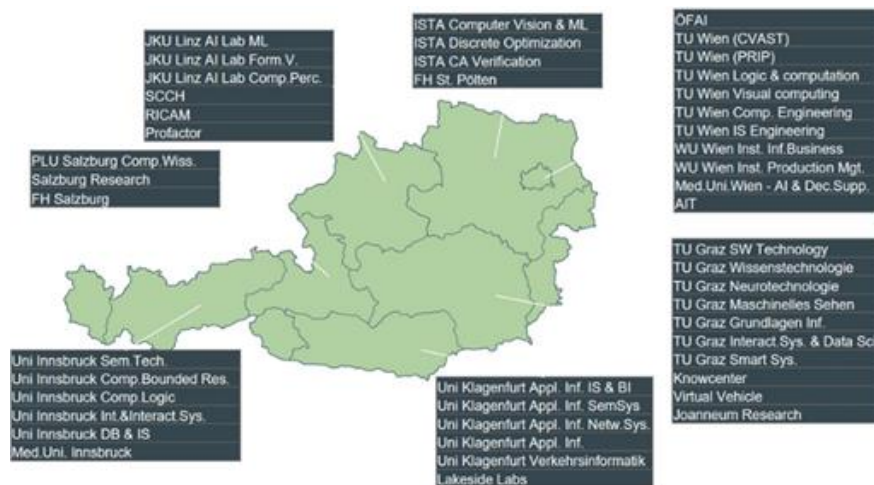 JKU Linz AI Lab ML
JKU Linz AI Lab Form.V.
JKU Linz AI Lab Comp.Perc.
SCCH
RICAM
Profactor
ISTA Computer Vision & ML
ISTA Discrete Optimization
ISTA CA Verification
FH St. Pölten
ÖFAI
TU Wien (CVAST)
TU Wien (PRIP)
TU Wien Logic & computation
TU Wien Visual computing
TU Wien Comp. Engineering
TU Wien IS Engineering
WU Wien Inst. Inf.Business
WU Wien Inst. Production Mgt.
Med.Uni.Wien - AI & Dec.Supp.
AIT
PLU Salzburg Comp.Wiss.
Salzburg Research
FH Salzburg
TU Graz SW Technology
TU Graz Wissenstechnologie
TU Graz Neurotechnologie
TU Graz Maschinelles Sehen
TU Graz Grundlagen Inf.
TU Graz Interact.Sys. & Data Sci
TU Graz Smart Sys.
Knowcenter
Virtual Vehicle
Joanneum Research
Uni Innsbruck Sem.Tech.
Uni Innsbruck Comp.Bounded Res.
Uni Innsbruck Comp.Logic
Uni Innsbruck Int.&Interact.Sys.
Uni Innsbruck DB & IS
Med.Uni. Innsbruck
Uni Klagenfurt Appl. Inf. IS & BI
Uni Klagenfurt Appl. Inf. SemSys
Uni Klagenfurt Appl. Inf. Netw.Sys.
Uni Klagenfurt Appl. Inf.
Uni Klagenfurt Verkehrsinformatik
Lakeside Labs